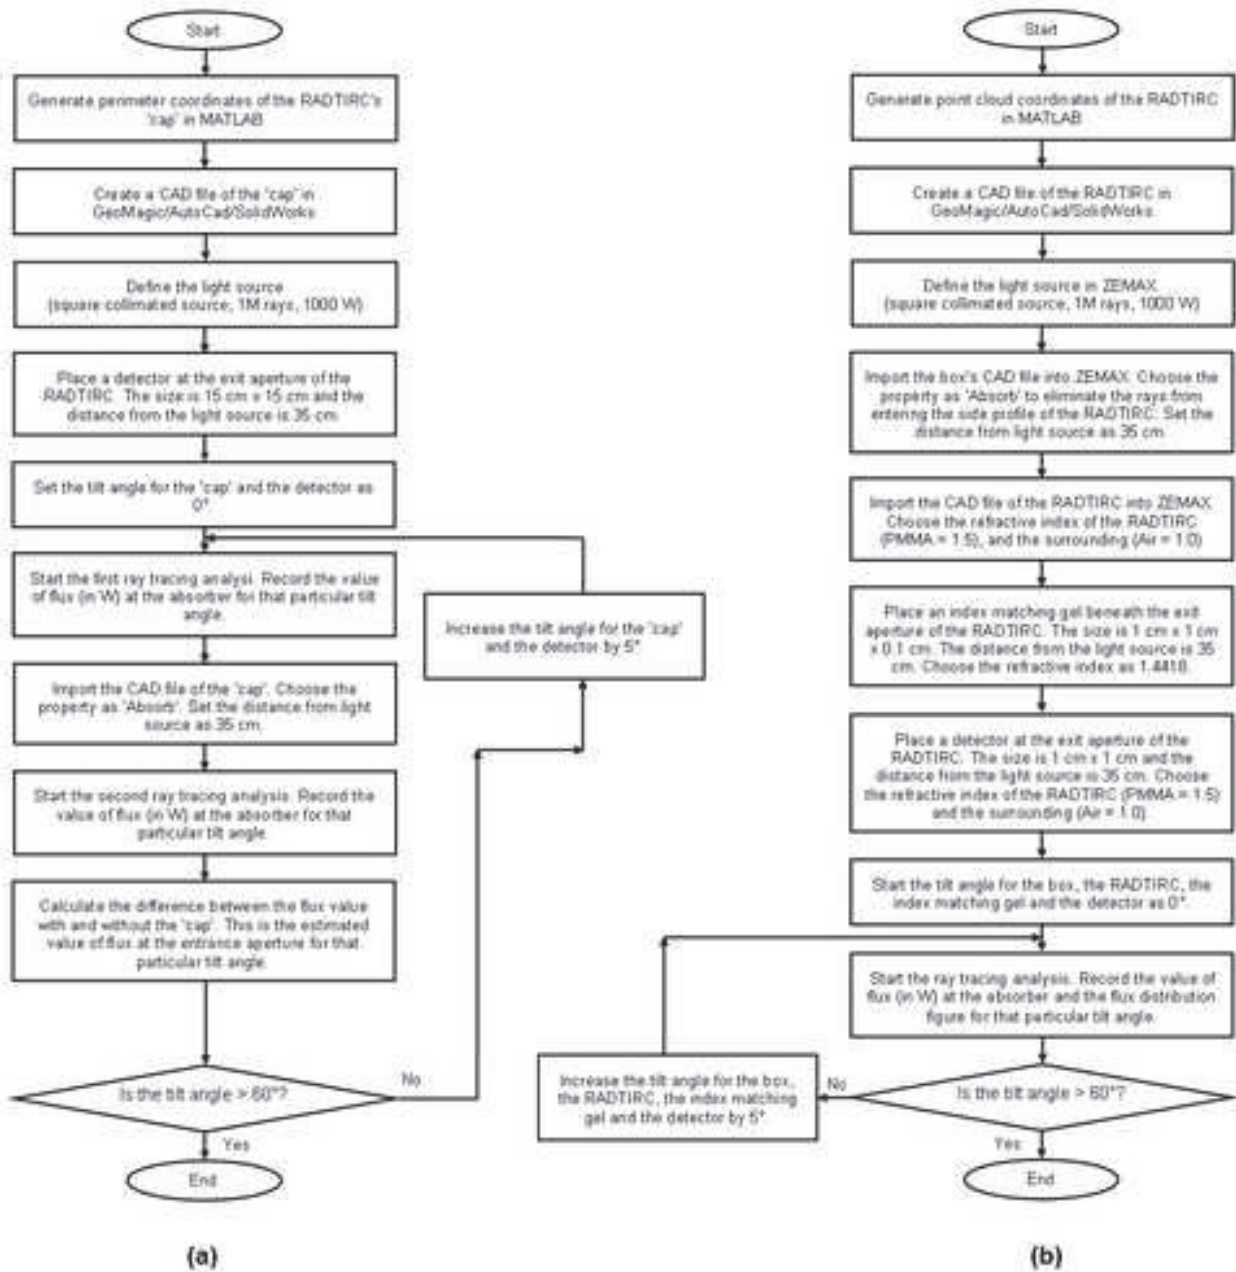 Start
Generate perimeter coordinates of the RADTIRC's
'cap' in MATLAB
Create a CAD file of the 'cap' in
GeoMagic/AutoCad/SolidWorks
Define the light source
(square collimated source, 1M rays, 1000 W)
Place a detector at the exit aperture of the
RADTIRC. The size is 15 cm x 15 cm and the
distance from the light source is 35 cm.
Set the tilt angle for the 'cap' and the detector as
0°
Start the first ray tracing analysi. Record the value
of flux (in W) at the absorber for that particular tilt
angle.
Import the CAD file of the 'cap'. Choose the
property as 'Absorb'. Set the distance from light
source as 35 cm.
Start the second ray tracing analysis. Record the
value of flux (in W) at the absorber for that
particular tilt angle.
Calculate the difference between the flux value
with and without the 'cap'. This is the estimated
value of flux at the entrance aperture for that
particular tilt angle.
Is the tilt angle > 60°?
No
Increase the tilt angle for the 'cap'
and the detector by 5°
Yes
End
(a)
Start
Generate point cloud coordinates of the RADTIRC
in MATLAB
Create a CAD file of the RADTIRC in
GeoMagic/AutoCad/SolidWorks
Define the light source in ZEMAX
(square collimated source, 1M rays, 1000 W)
Import the box's CAD file into ZEMAX. Choose the
property as 'Absorb' to eliminate the rays from
entering the side profile of the RADTIRC. Set the
distance from light source as 35 cm
Import the CAD file of the RADTIRC into ZEMAX.
Choose the refractive index of the RADTIRC
(PMMA = 1.5), and the surrounding (Air = 1.0)
Place an index matching gel beneath the exit
aperture of the RADTIRC. The size is 1 cm x 1 cm
x 0.1 cm. The distance from the light source is 35
cm. Choose the refractive index as 1.4418.
Place a detector at the exit aperture of the
RADTIRC. The size is 1 cm x 1 cm and the
distance from the light source is 35 cm. Choose
the refractive index of the RADTIRC (PMMA = 1.5)
and the surrounding (Air = 1.0)
Start the tilt angle for the box, the RADTIRC, the
index matching gel and the detector as 0°.
Start the ray tracing analysis. Record the value of
flux (in W) at the absorber and the flux distribution
figure for that particular tilt angle.
Is the tilt angle > 60°?
No
Increase the tilt angle for the box,
the RADTIRC, the index matching
gel and the detector by 5°
Yes
End
(b)